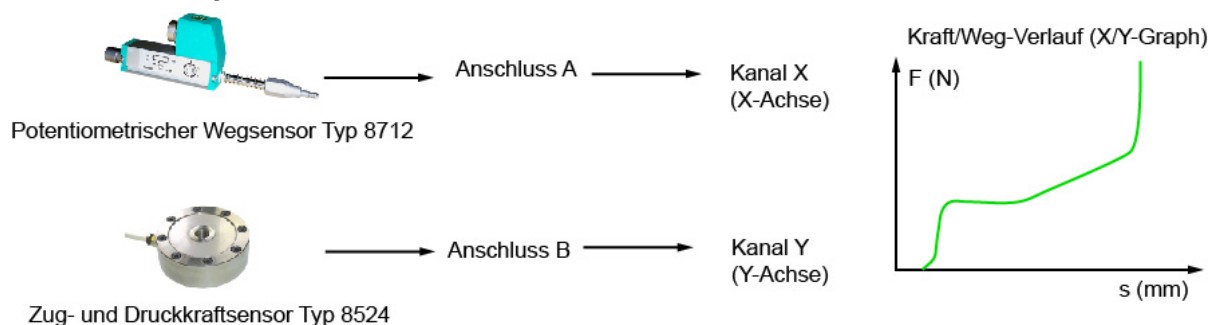 Kraft/Weg-Verlauf (X/Y-Graph)
F (N)
Anschluss A
Kanal X
(X-Achse)
Potentiometrischer Wegsensor Typ 8712
Anschluss B
Kanal Y
(Y-Achse)
s (mm)
Zug- und Druckkraftsensor Typ 8524